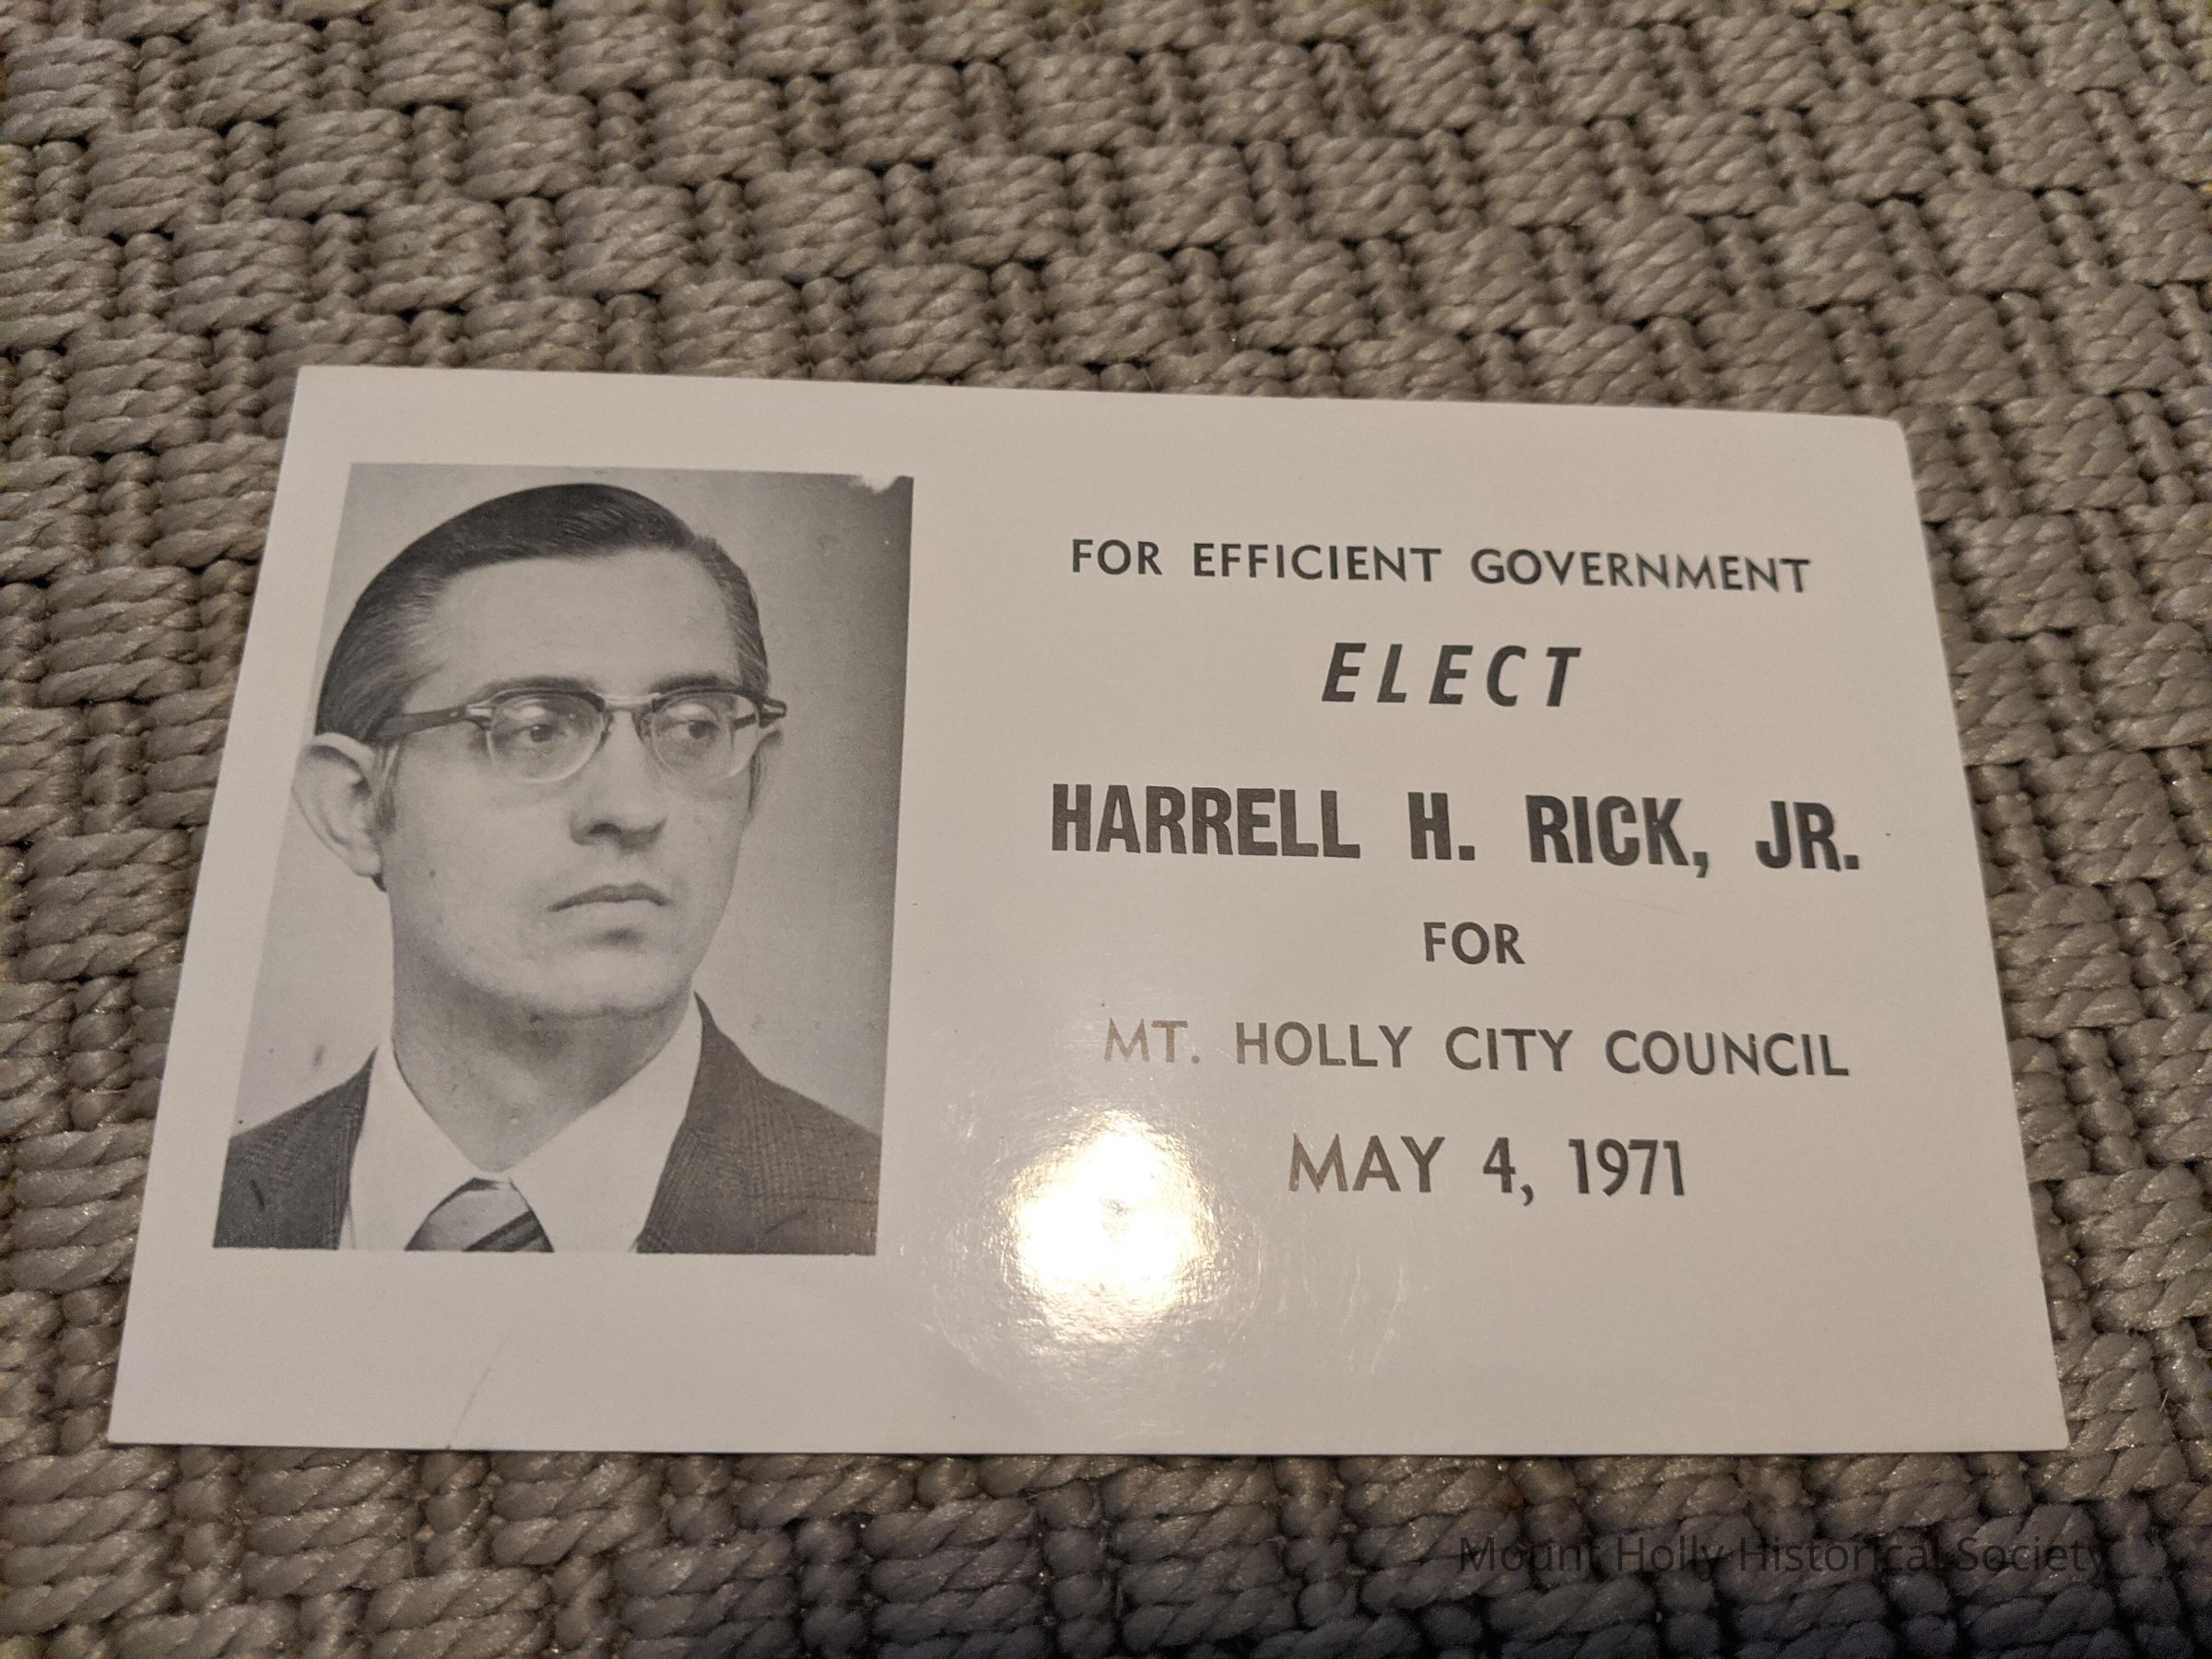 FOR EFFICIENT GOVERNMENT
ELECT
HARRELL H. RICK, JR.
FOR
MT. HOLLY CITY COUNCIL
MAY 4, 1971
Mount Holly Historical Society